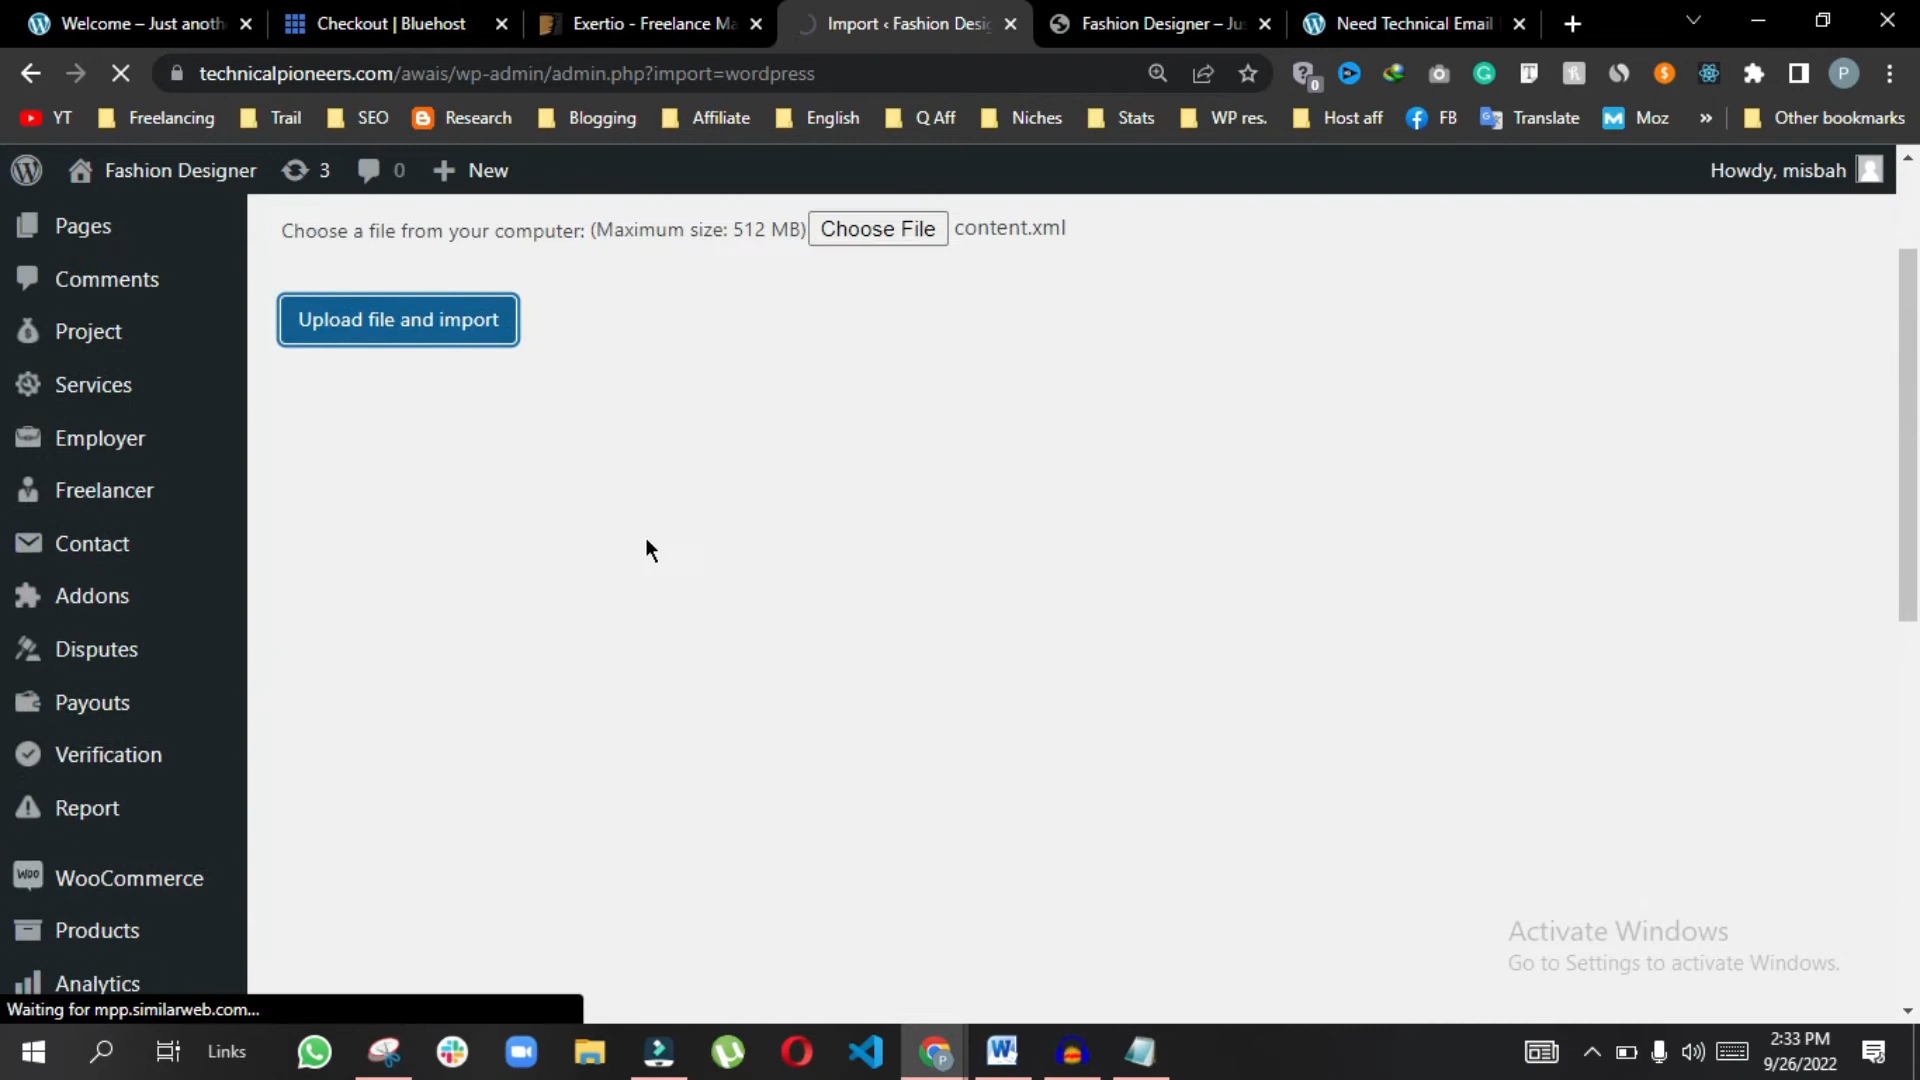 Welcome – Just anoth
Checkout | Bluehost
Exertio - Freelance Ma
Import ‹ Fashion Desig
Fashion Designer – Jus
Need Technical Email
technicalpioneers.com/awais/wp-admin/admin.php?import=wordpress
0
P
YT
Freelancing
Trail
SEO
Research
Blogging
Affiliate
English
Q Aff
Niches
Stats
WP res.
Host aff
FB
Translate
Moz
»
Other bookmarks
Fashion Designer
3
0
New
Howdy, misbah
Pages
Comments
Project
Services
Employer
Freelancer
Contact
Addons
Disputes
Payouts
Verification
Report
WooCommerce
Products
Analytics
Choose a file from your computer: (Maximum size: 512 MB) Choose File content.xml
Upload file and import
Activate Windows
Go to Settings to activate Windows.
Waiting for mpp.similarweb.com...
Links
2:33 PM
9/26/2022